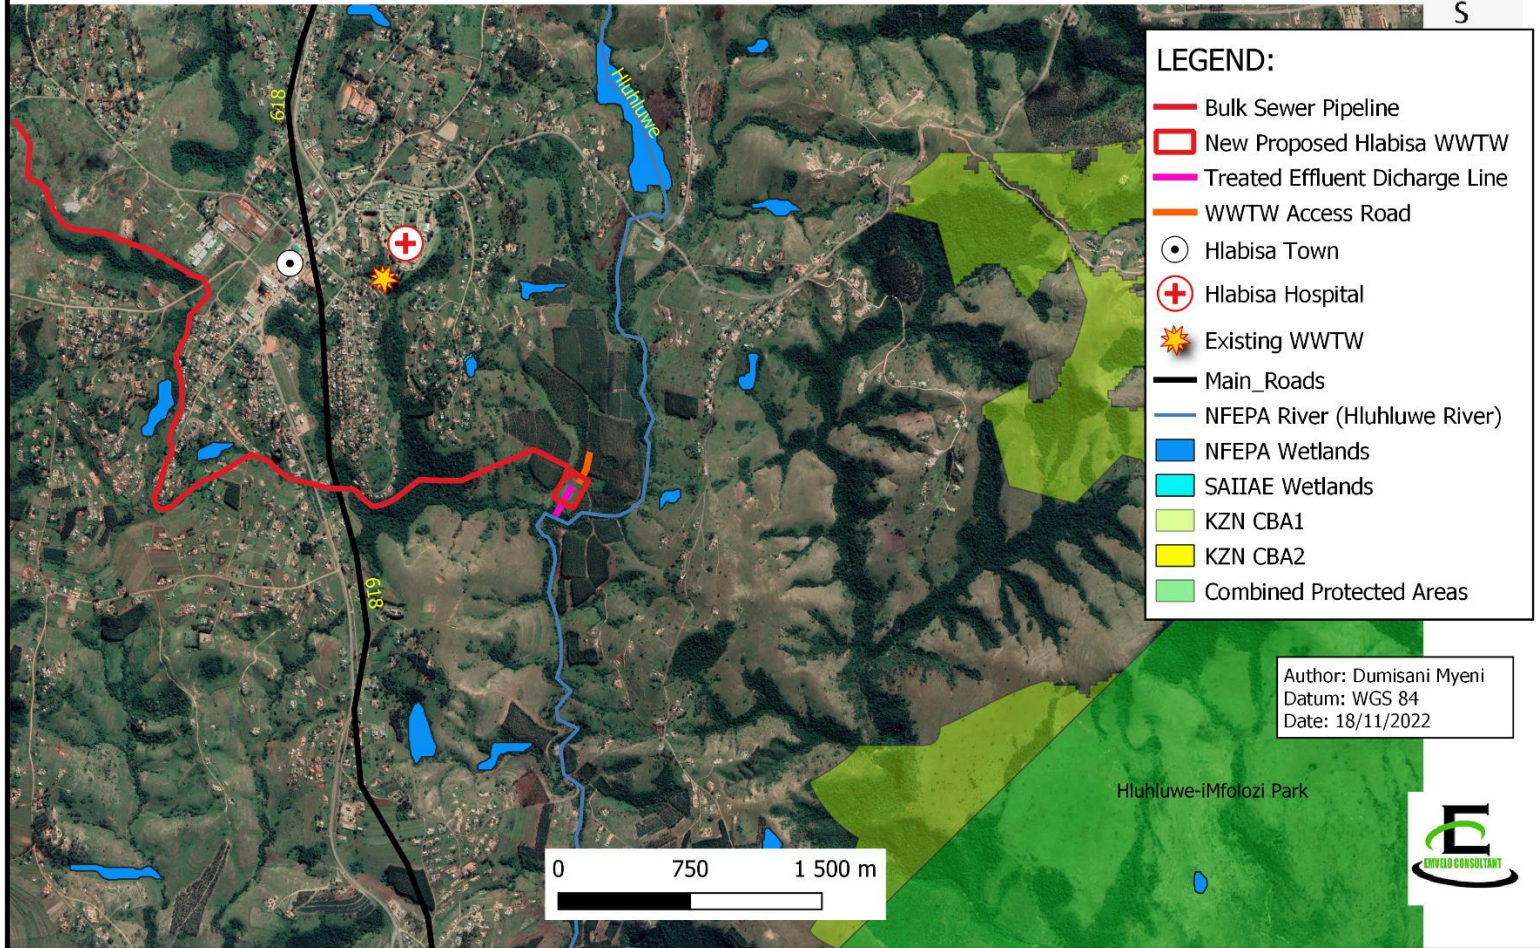 S
618
Hluhluwe
618
Hluhluwe-iMfolozi Park
LEGEND:
Bulk Sewer Pipeline
New Proposed Hlabisa WWTW
Treated Effluent Dicharge Line
WWTW Access Road
Hlabisa Town
Hlabisa Hospital
Existing WWTW
Main_Roads
NFEPA River (Hluhluwe River)
NFEPA Wetlands
SAIIAE Wetlands
KZN CBA1
KZN CBA2
Combined Protected Areas
Author: Dumisani Myeni
Datum: WGS 84
Date: 18/11/2022
0 750 1 500 m
E
EMVELO CONSULTANT